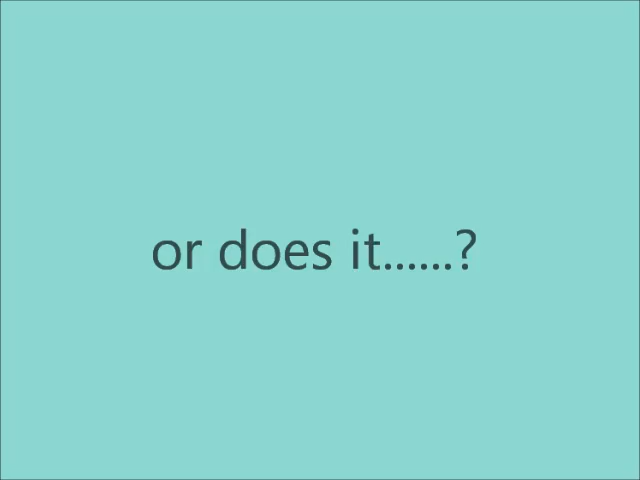 or does it......?